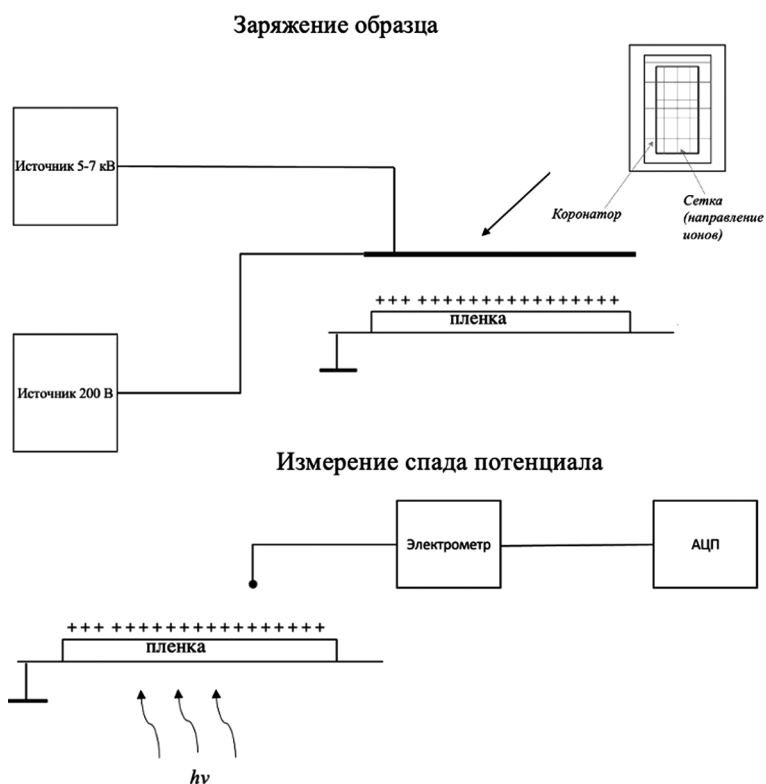 Заряжение образца
Источник 5-7 кВ
Коронатор
Сетка
(направление
ионов)
+++ ++++++++++++++++
пленка
Источник 200 В
Измерение спада потенциала
Электрометр
АЦП
+++ ++++++++++++++++
пленка
hν